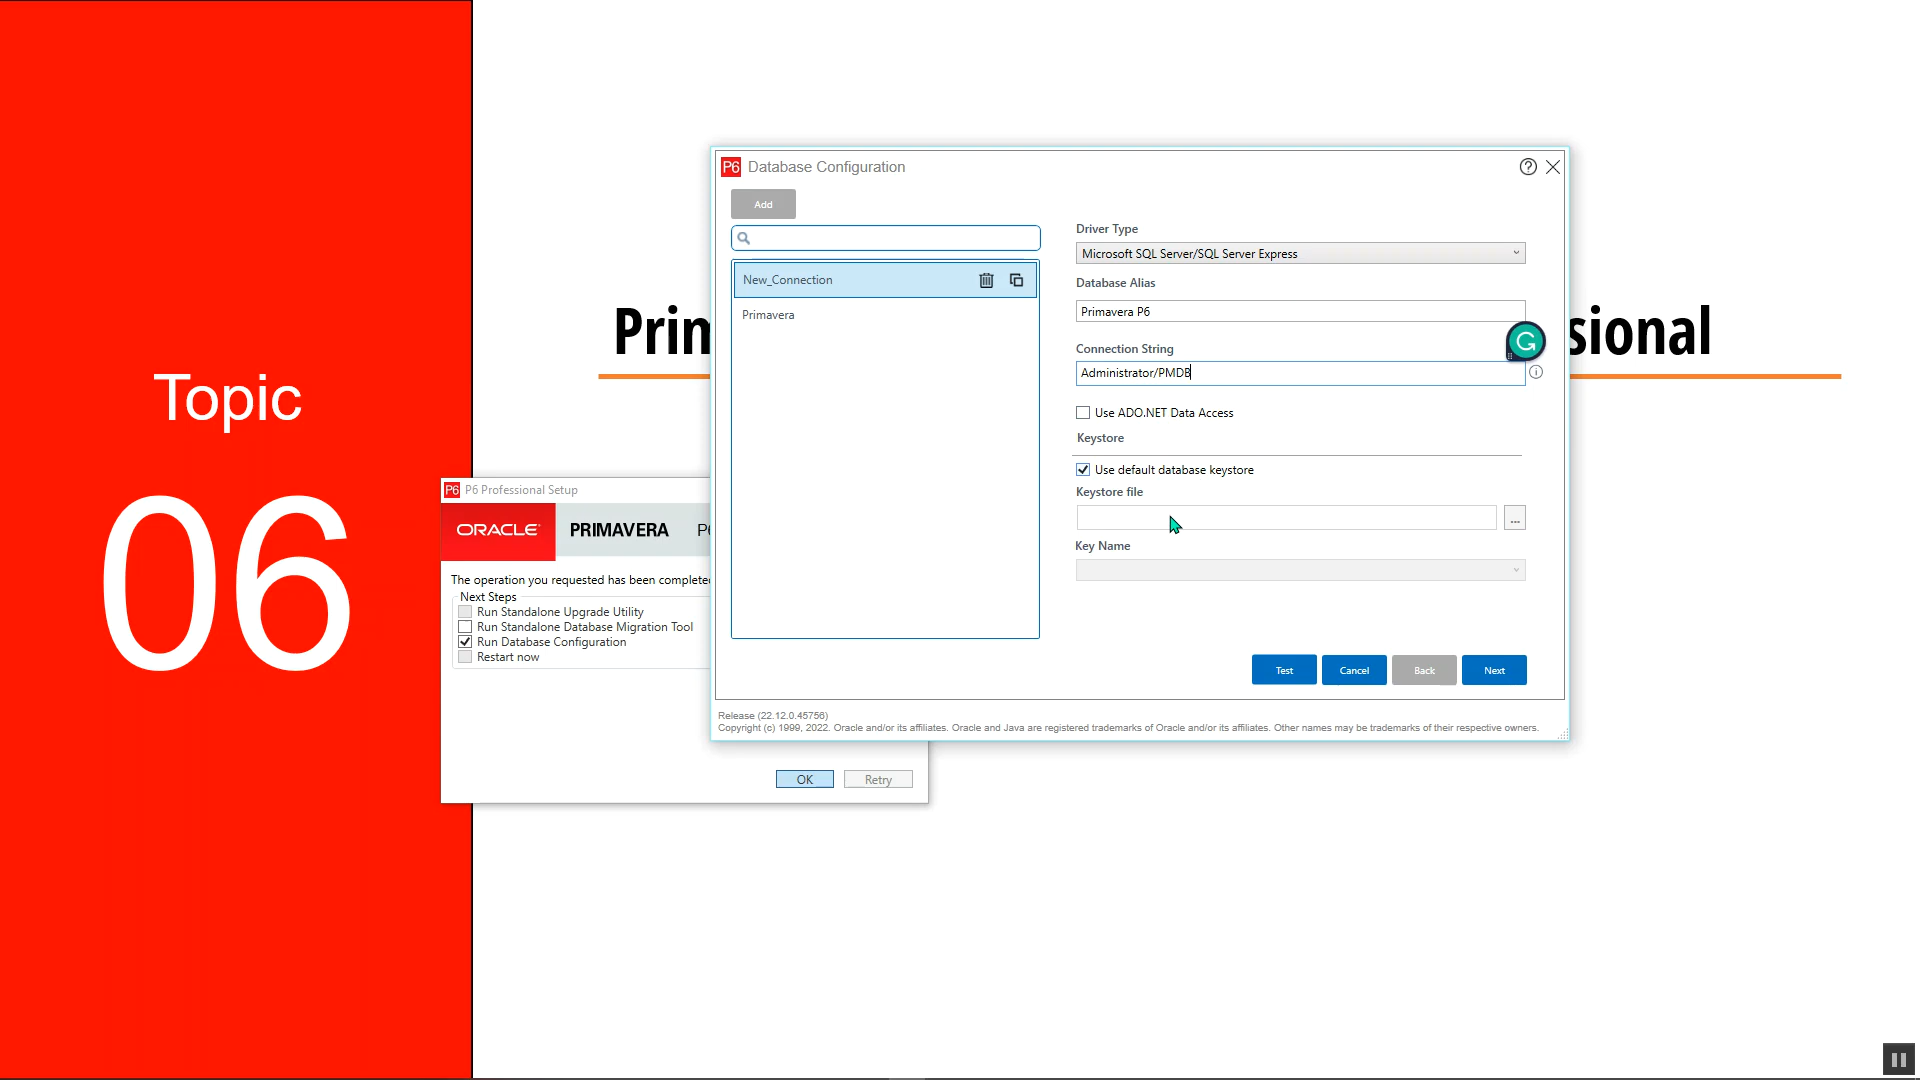 Topic
06
Prim
sional
P6 Database Configuration
Add
New_Connection
Primavera
Driver Type
Microsoft SQL Server/SQL Server Express
Database Alias
Primavera P6
Connection String
Administrator/PMDB
Use ADO.NET Data Access
Keystore
Use default database keystore
Keystore file
...
Key Name
Test
Cancel
Back
Next
Release (22.12.0.45756)
Copyright (c) 1999, 2022. Oracle and/or its affiliates. Oracle and Java are registered trademarks of Oracle and/or its affiliates. Other names may be trademarks of their respective owners.
P6 P6 Professional Setup
ORACLE PRIMAVERA P6
The operation you requested has been completed
Next Steps
Run Standalone Upgrade Utility
Run Standalone Database Migration Tool
Run Database Configuration
Restart now
OK
Retry